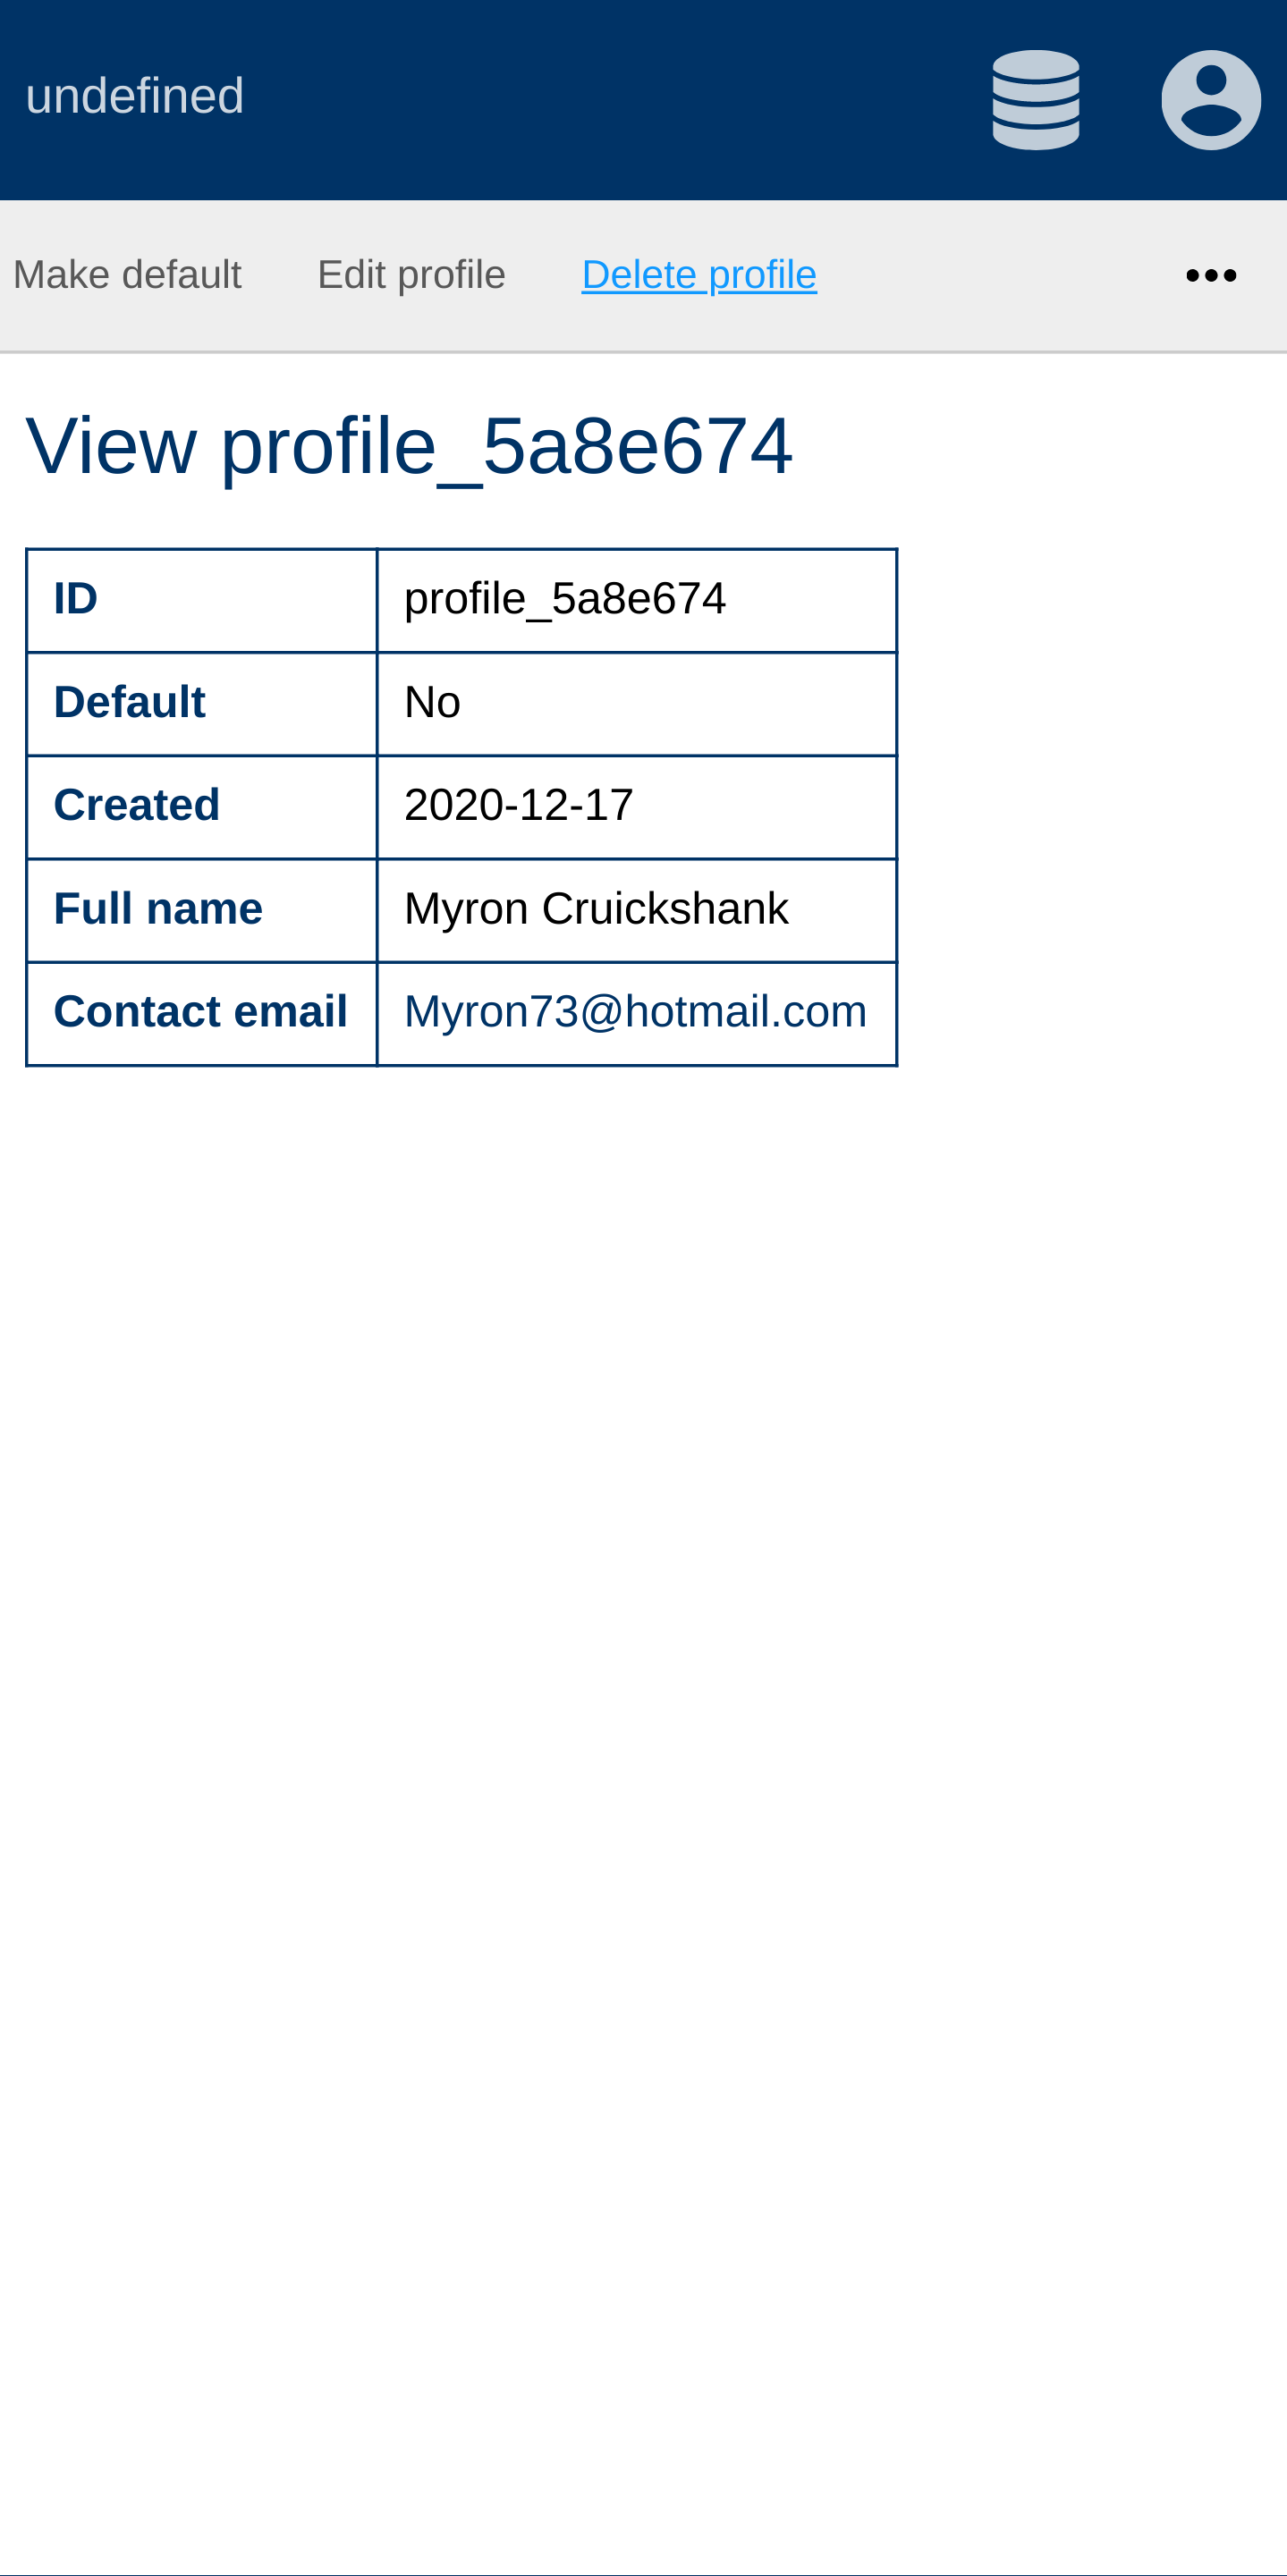 undefined
Make default Edit profile Delete profile
View profile_5a8e674
ID profile_5a8e674
Default No
Created 2020-12-17
Full name Myron Cruickshank
Contact email Myron73@hotmail.com